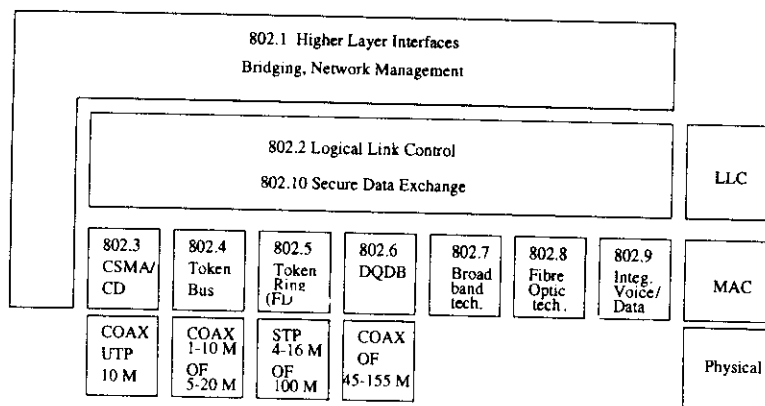 802.1 Higher Layer Interfaces
Bridging, Network Management
802.2 Logical Link Control
802.10 Secure Data Exchange
LLC
802.3
CSMA/
CD
802.4
Token
Bus
802.5
Token
Ring
(FD
802.6
DQDB
802.7
Broad
band
tech.
802.8
Fibre
Optic
tech.
802.9
Integ.
Voice/
Data
MAC
COAX
UTP
10 M
COAX
1-10 M
OF
5-20 M
STP
4-16 M
OF
100 M
COAX
OF
45-155 M
Physical